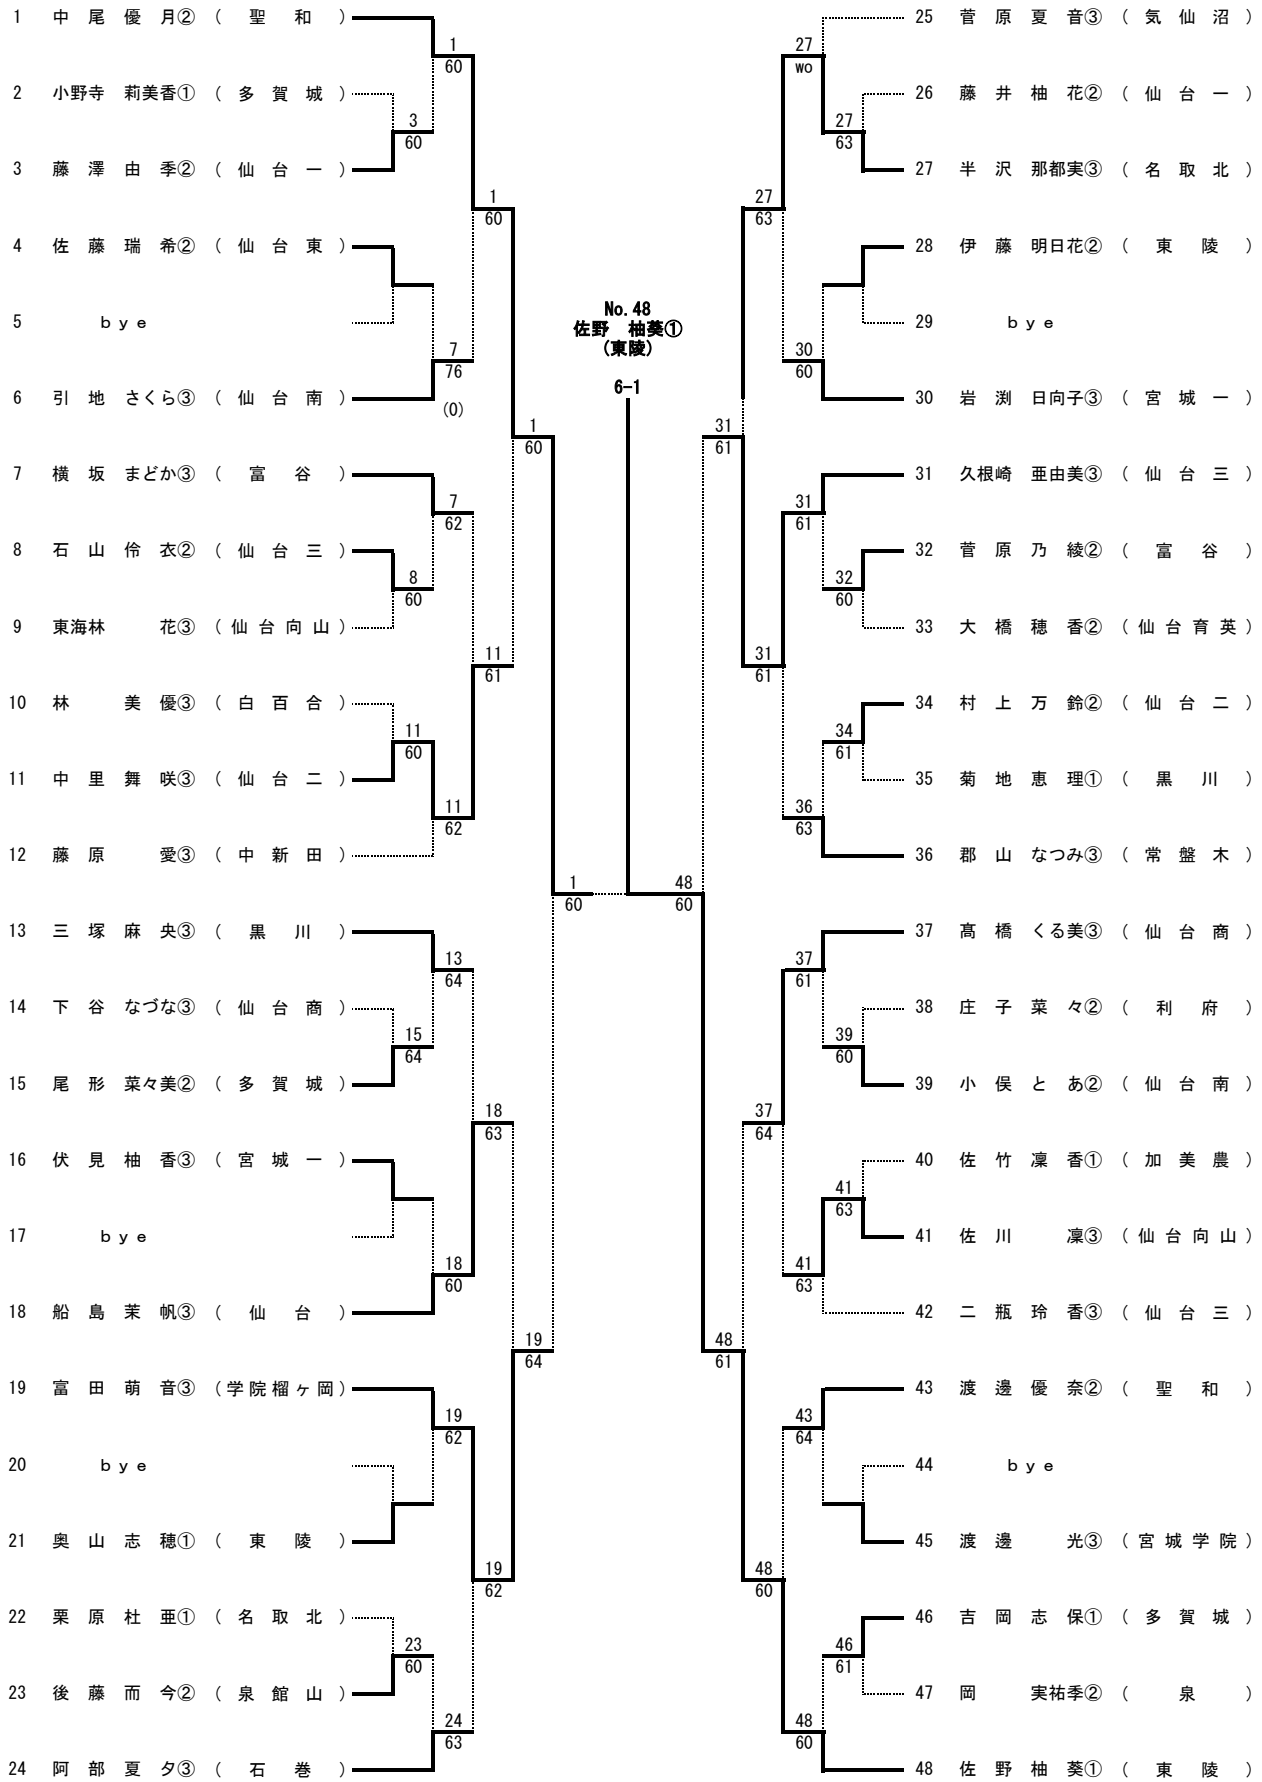 1 中尾優月② (聖和)
1
60
2 小野寺 莉美香① (多賀城)
3
60
3 藤澤由季② (仙台一)
1
60
4 佐藤瑞希② (仙台東)
5 bye
7
76
(0)
6 引地 さくら③ (仙台南)
1
60
7 横坂 まどか③ (富谷)
7
62
8 石山伶衣② (仙台三)
8
60
9 東海林 花③ (仙台向山)
11
61
10 林 美優③ (白百合)
11
60
11 中里舞咲③ (仙台二)
11
62
12 藤原 愛③ (中新田)
1
60
13 三塚麻央③ (黒川)
13
64
14 下谷 なづな③ (仙台商)
15
64
15 尾形 菜々美② (多賀城)
18
63
16 伏見柚香③ (宮城一)
17 bye
18
60
18 船島茉帆③ (仙台)
19
64
19 富田萌音③ (学院榴ヶ岡)
19
62
20 bye
21 奥山志穂① (東陵)
19
62
22 栗原杜亜① (名取北)
23
60
23 後藤而今② (泉館山)
24
63
24 阿部夏夕③ (石巻)
No.48
佐野 柚葵①
(東陵)
6-1
25 菅原夏音③ (気仙沼)
27
wo
26 藤井柚花② (仙台一)
27
63
27 半沢 那都実③ (名取北)
27
63
28 伊藤 明日花② (東陵)
29 bye
30
60
30 岩渕 日向子③ (宮城一)
31
61
31 久根崎 亜由美③ (仙台三)
31
61
32 菅原乃綾② (富谷)
32
60
33 大橋穂香② (仙台育英)
31
61
34 村上万鈴② (仙台二)
34
61
35 菊地恵理① (黒川)
36
63
36 郡山 なつみ③ (常盤木)
48
60
37 髙橋 くる美③ (仙台商)
37
61
38 庄子菜々② (利府)
39
60
39 小俣とあ② (仙台南)
37
64
40 佐竹凜香① (加美農)
41
63
41 佐川 凜③ (仙台向山)
41
63
42 二瓶玲香③ (仙台三)
48
61
43 渡邊優奈② (聖和)
43
64
44 bye
45 渡邊 光③ (宮城学院)
48
60
46 吉岡志保① (多賀城)
46
61
47 岡 実祐季② (泉)
48
60
48 佐野柚葵① (東陵)